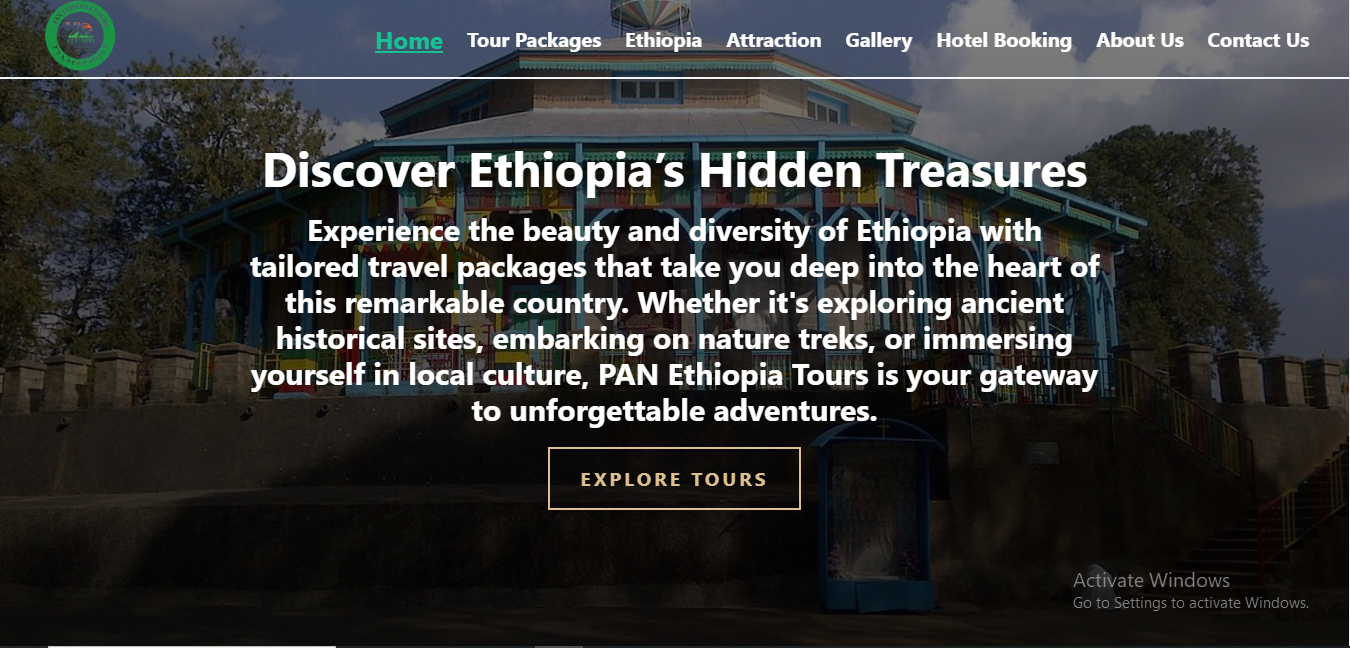 Home Tour Packages Ethiopia Attraction Gallery Hotel Booking About Us Contact Us
Discover Ethiopia’s Hidden Treasures
Experience the beauty and diversity of Ethiopia with
tailored travel packages that take you deep into the heart of
this remarkable country. Whether it's exploring ancient
historical sites, embarking on nature treks, or immersing
yourself in local culture, PAN Ethiopia Tours is your gateway
to unforgettable adventures.
EXPLORE TOURS
Activate Windows
Go to Settings to activate Windows.